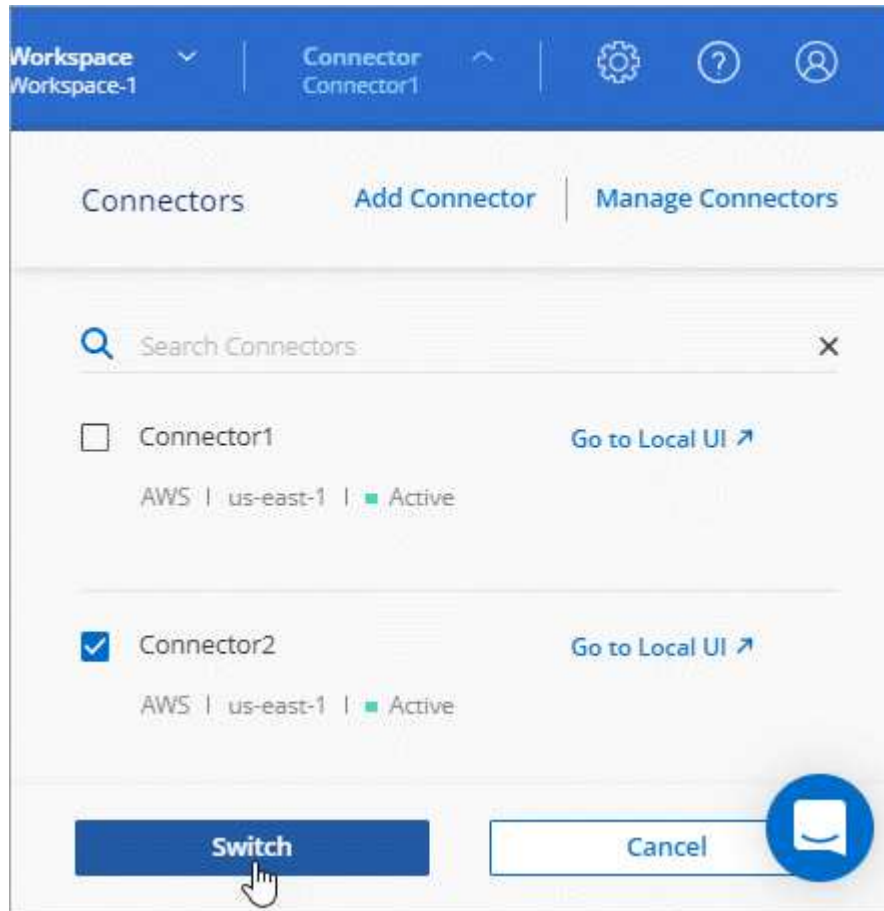 Workspace Connector
Workspace-1 Connector1
Connectors Add Connector Manage Connectors
Search Connectors
Connector1 Go to Local UI
AWS | us-east-1 | Active
Connector2 Go to Local UI
AWS | us-east-1 | Active
Switch Cancel